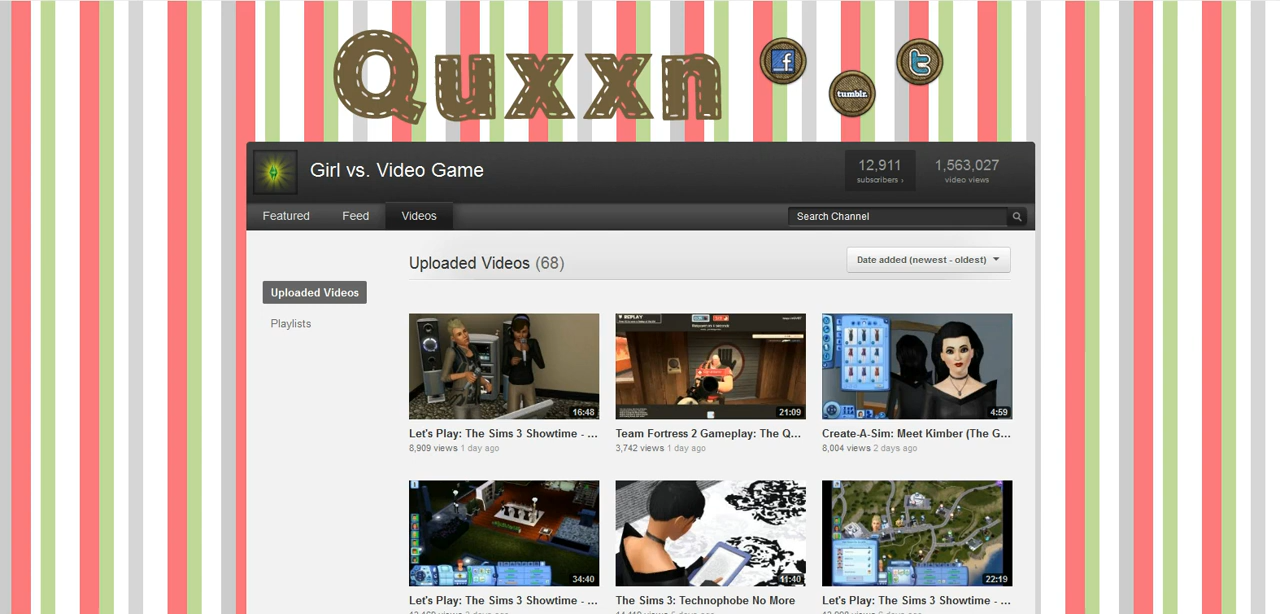 Quxxn
f
tumblr.
t
Girl vs. Video Game
12,911
subscribers ›
1,563,027
video views
Featured
Feed
Videos
Search Channel
Uploaded Videos (68)
Date added (newest - oldest)
Uploaded Videos
Playlists
REPLAY
16:48
21:09
4:59
Let's Play: The Sims 3 Showtime - ...
Team Fortress 2 Gameplay: The Q...
Create-A-Sim: Meet Kimber (The G...
8,909 views 1 day ago
3,742 views 1 day ago
8,004 views 2 days ago
34:40
11:40
22:19
Let's Play: The Sims 3 Showtime - ...
The Sims 3: Technophobe No More
Let's Play: The Sims 3 Showtime - ...